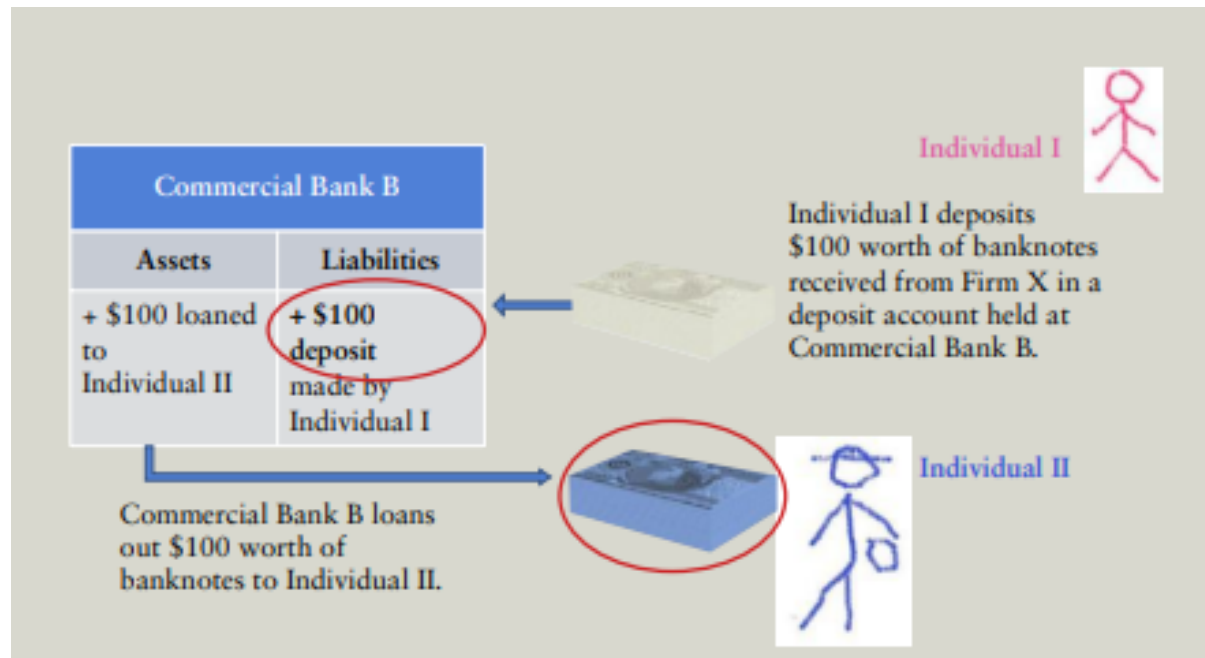 Individual I
Commercial Bank B
Assets
Liabilities
+ $100 loaned
to
Individual II
+ $100
deposit
made by
Individual I
Individual I deposits
$100 worth of banknotes
received from Firm X in a
deposit account held at
Commercial Bank B.
Individual II
Commercial Bank B loans
out $100 worth of
banknotes to Individual II.